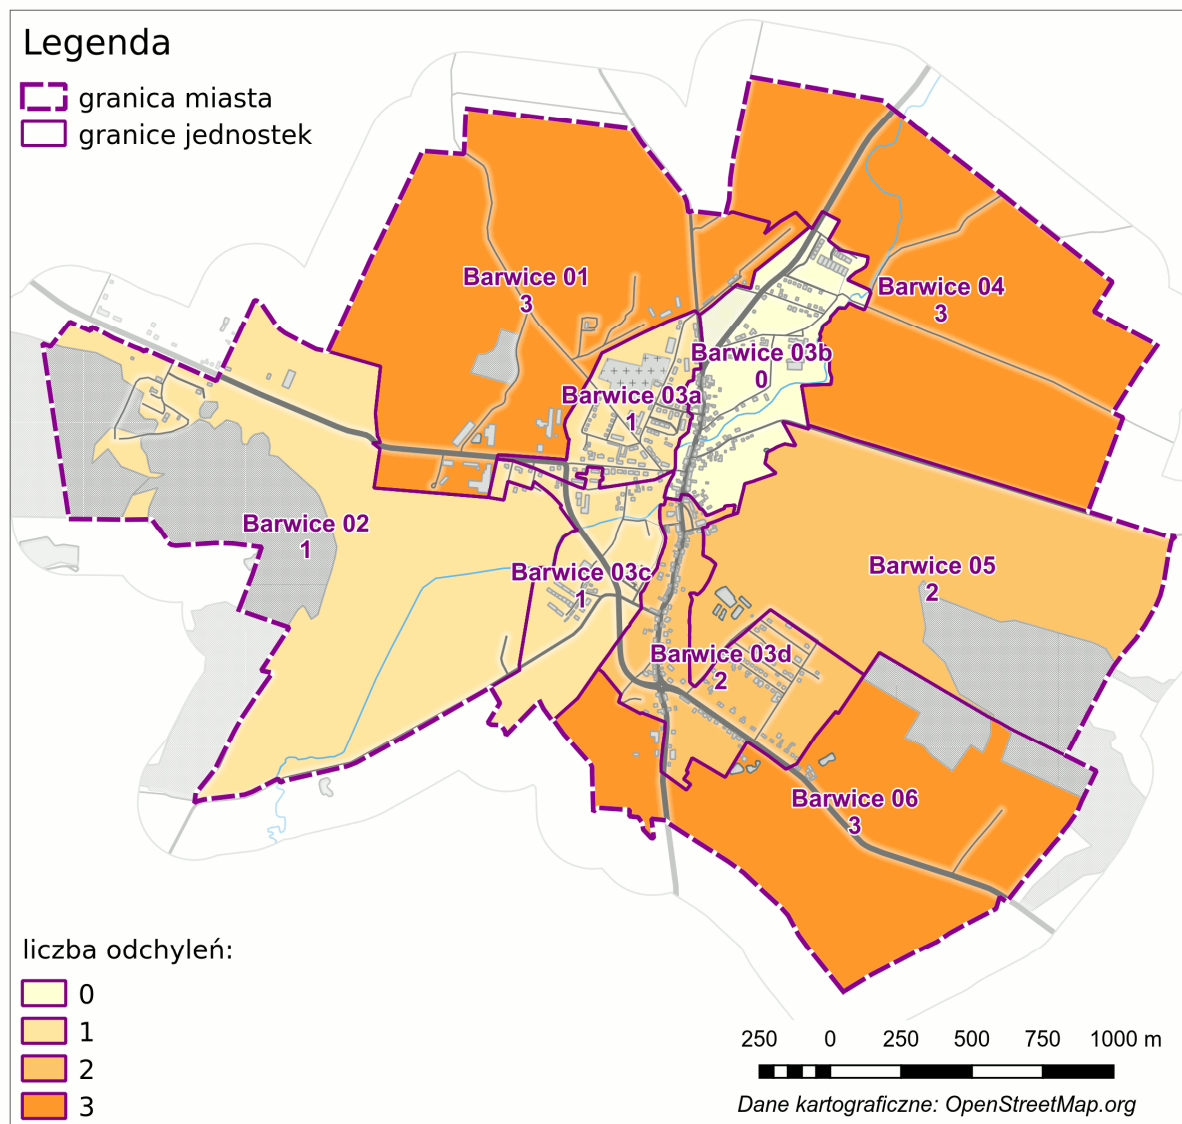 Legenda
granica miasta
granice jednostek
Barwice 01
3
Barwice 04
3
Barwice 03b
0
Barwice 03a
1
Barwice 02
1
Barwice 03c
1
Barwice 05
2
Barwice 03d
2
Barwice 06
3
liczba odchyleń:
0
1
2
3
250 0 250 500 750 1000 m
Dane kartograficzne: OpenStreetMap.org